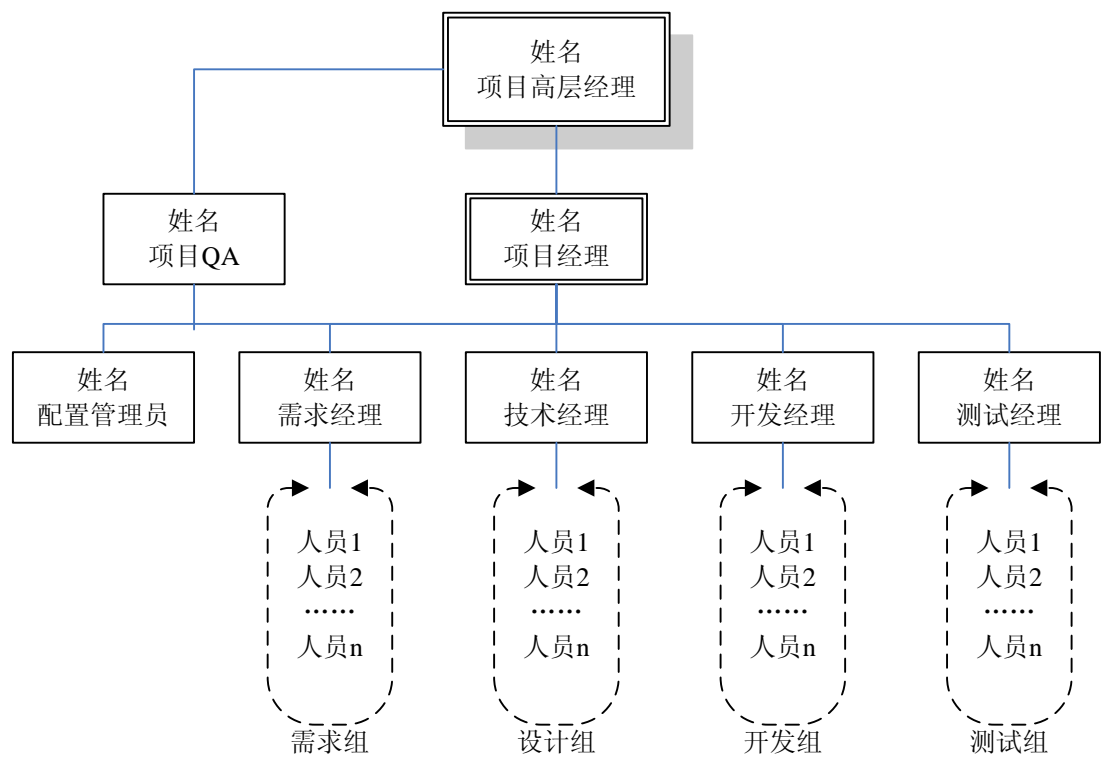 姓名
项目高层经理
姓名
项目QA
姓名
项目经理
姓名
配置管理员
姓名
需求经理
姓名
技术经理
姓名
开发经理
姓名
测试经理
人员1
人员2
……
人员n
需求组
人员1
人员2
……
人员n
设计组
人员1
人员2
……
人员n
开发组
人员1
人员2
……
人员n
测试组